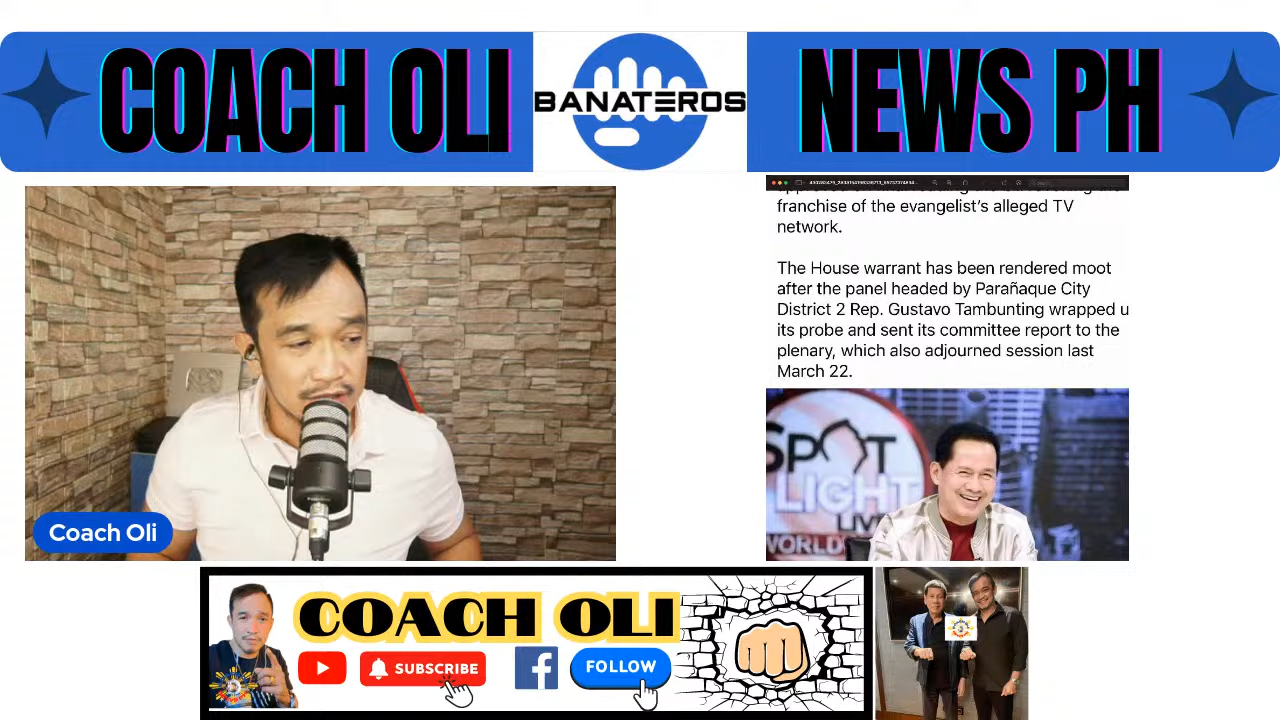 COACH OLI
BANATEROS
NEWS PH
franchise of the evangelist's alleged TV
network.
The House warrant has been rendered moot
after the panel headed by Parañaque City
District 2 Rep. Gustavo Tambunting wrapped u
its probe and sent its committee report to the
plenary, which also adjourned session last
March 22.
SPOT
LIGHT
LIVE
WORLD
Coach Oli
COACH OLI
SUBSCRIBE
FOLLOW